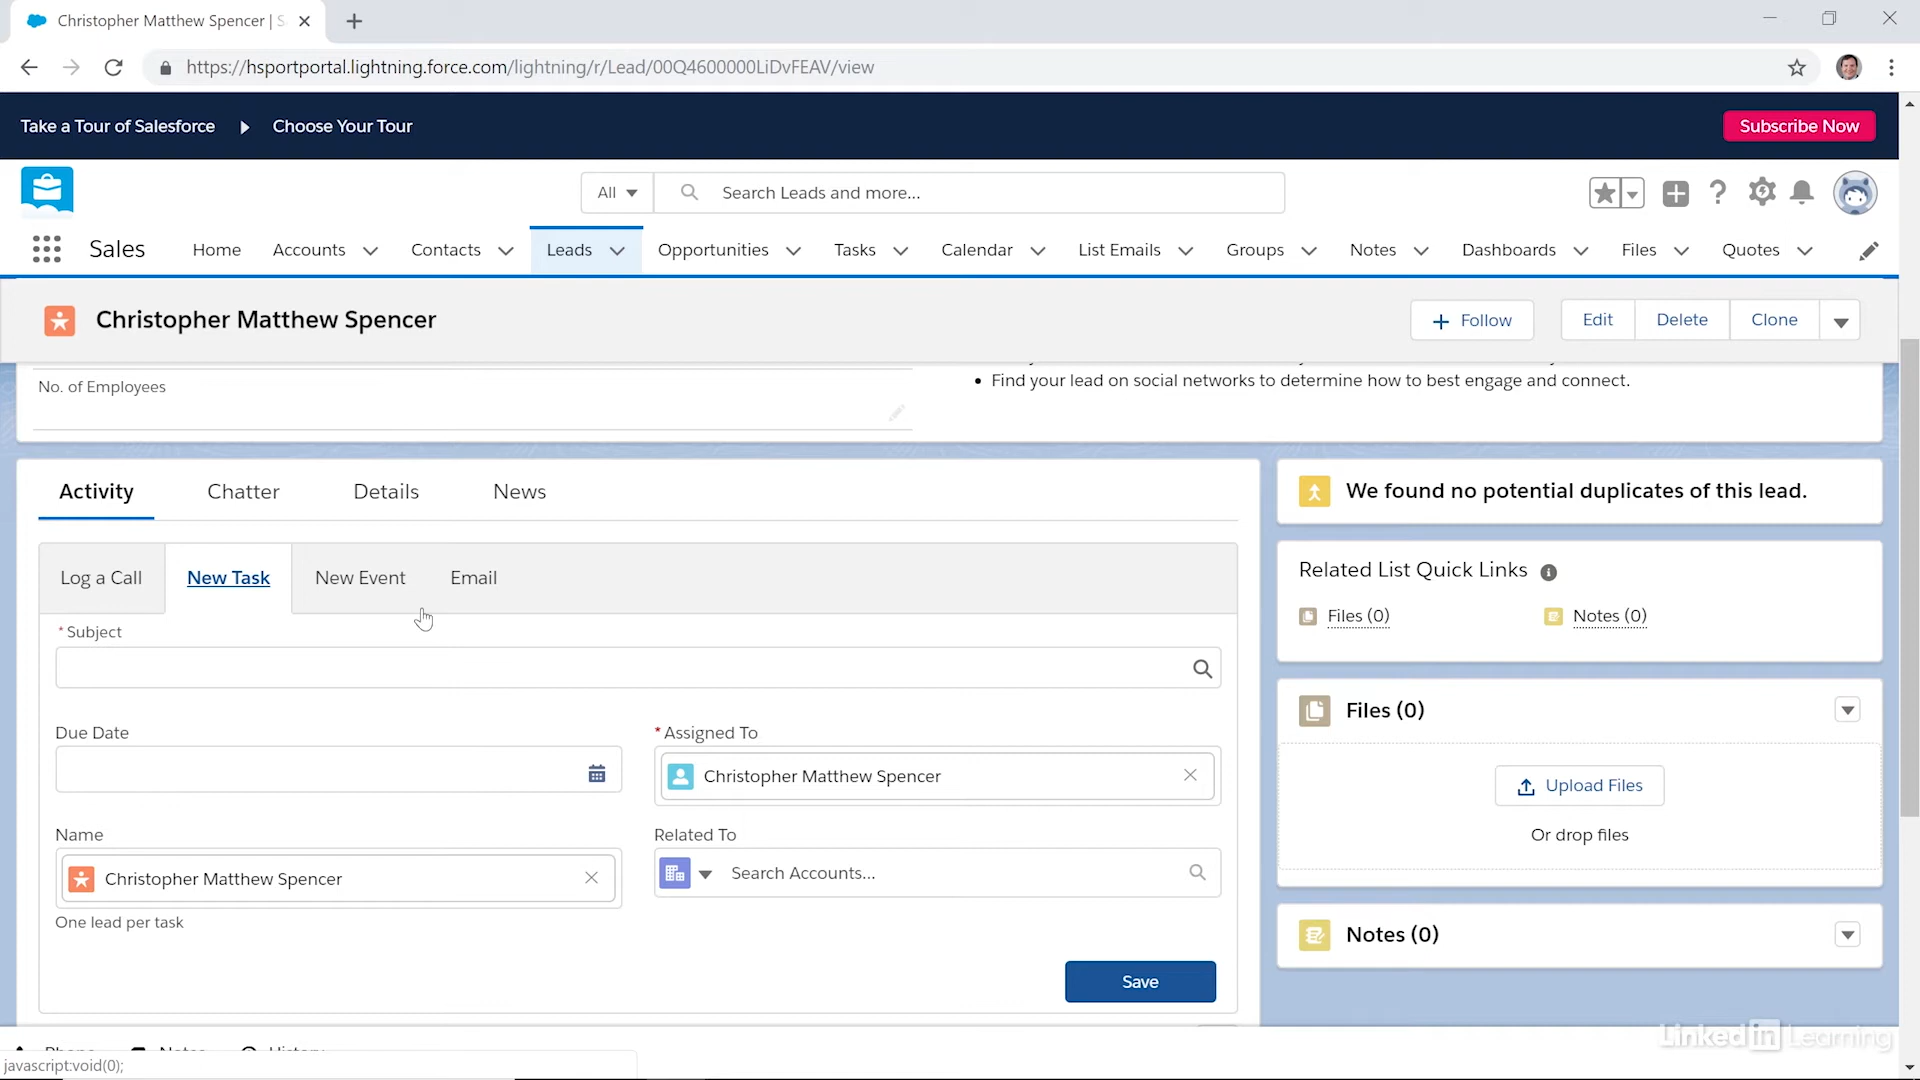 Christopher Matthew Spencer | S
https://hsportportal.lightning.force.com/lightning/r/Lead/00Q4600000LiDvFEAV/view
Take a Tour of Salesforce Choose Your Tour Subscribe Now
All Search Leads and more...
Sales Home Accounts Contacts Leads Opportunities Tasks Calendar List Emails Groups Notes Dashboards Files Quotes
Christopher Matthew Spencer + Follow Edit Delete Clone
No. of Employees
• Find your lead on social networks to determine how to best engage and connect.
Activity Chatter Details News
We found no potential duplicates of this lead.
Log a Call New Task New Event Email
Related List Quick Links
Files (0) Notes (0)
* Subject
Files (0)
Due Date
* Assigned To
Christopher Matthew Spencer
Upload Files
Or drop files
Name
Christopher Matthew Spencer
One lead per task
Related To
Search Accounts...
Notes (0)
Save
LinkedIn Learning
Phone Notes History
javascript:void(0);